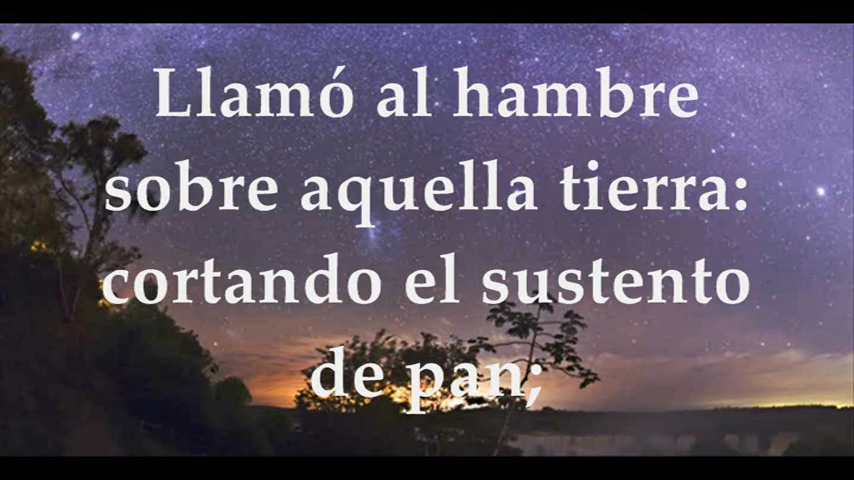 Llamó al hambre
sobre aquella tierra:
cortando el sustento
de pan;